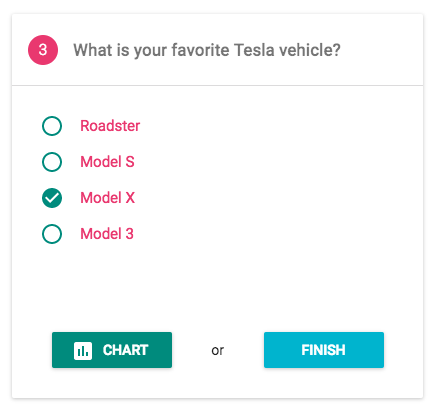 3 What is your favorite Tesla vehicle?
Roadster
Model S
Model X
Model 3
CHART or FINISH